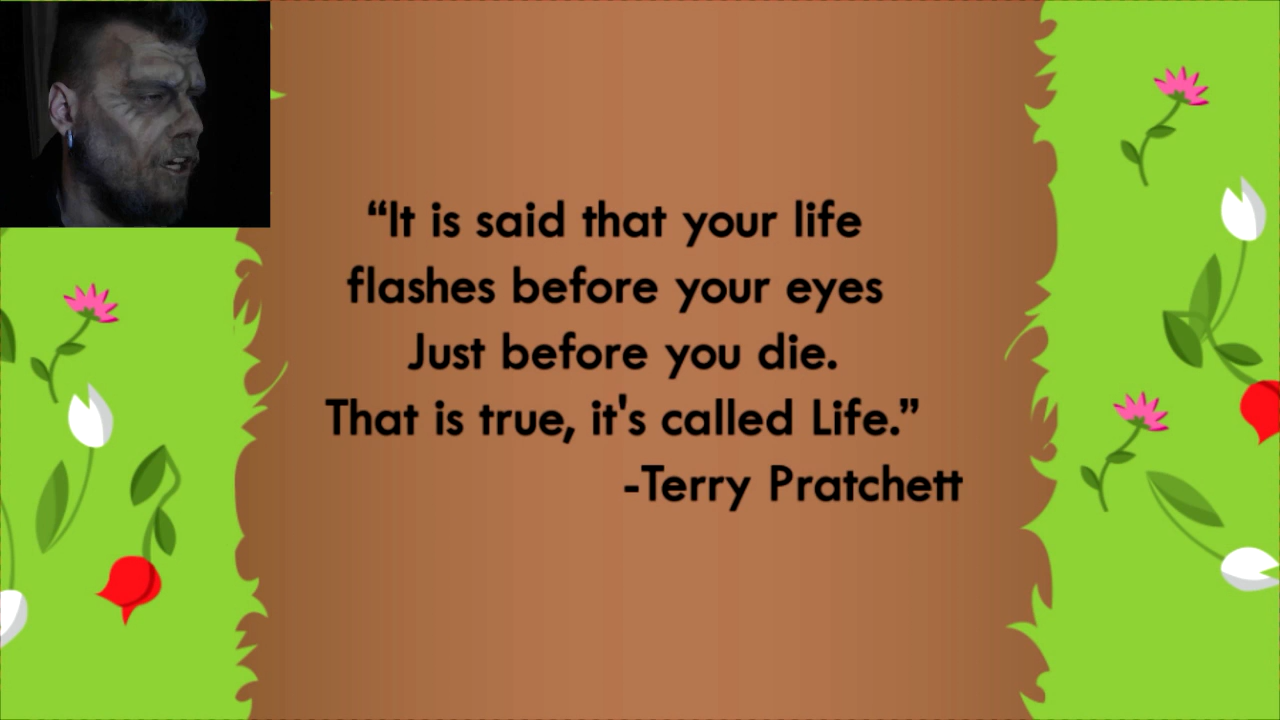 “It is said that your life
flashes before your eyes
Just before you die.
That is true, it's called Life.”
-Terry Pratchett